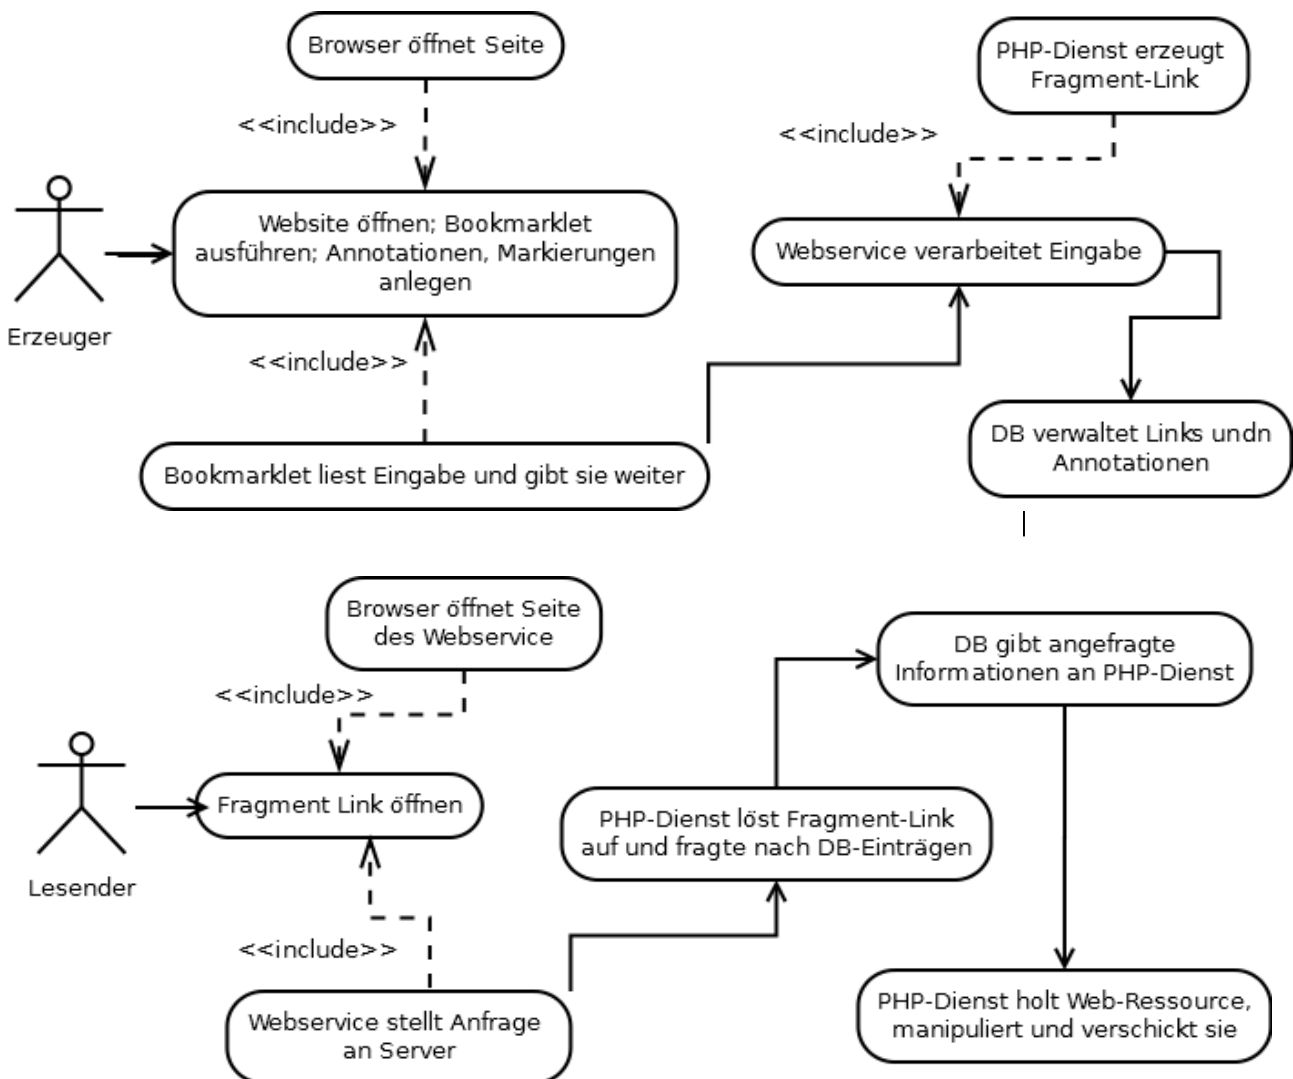 Browser öffnet Seite
<<include>>
Website öffnen; Bookmarklet
ausführen; Annotationen, Markierungen
anlegen
Erzeuger
<<include>>
Bookmarklet liest Eingabe und gibt sie weiter
PHP-Dienst erzeugt
Fragment-Link
<<include>>
Webservice verarbeitet Eingabe
DB verwaltet Links undn
Annotationen
Browser öffnet Seite
des Webservice
<<include>>
Fragment Link öffnen
Lesender
<<include>>
Webservice stellt Anfrage
an Server
PHP-Dienst löst Fragment-Link
auf und fragte nach DB-Einträgen
DB gibt angefragte
Informationen an PHP-Dienst
PHP-Dienst holt Web-Ressource,
manipuliert und verschickt sie